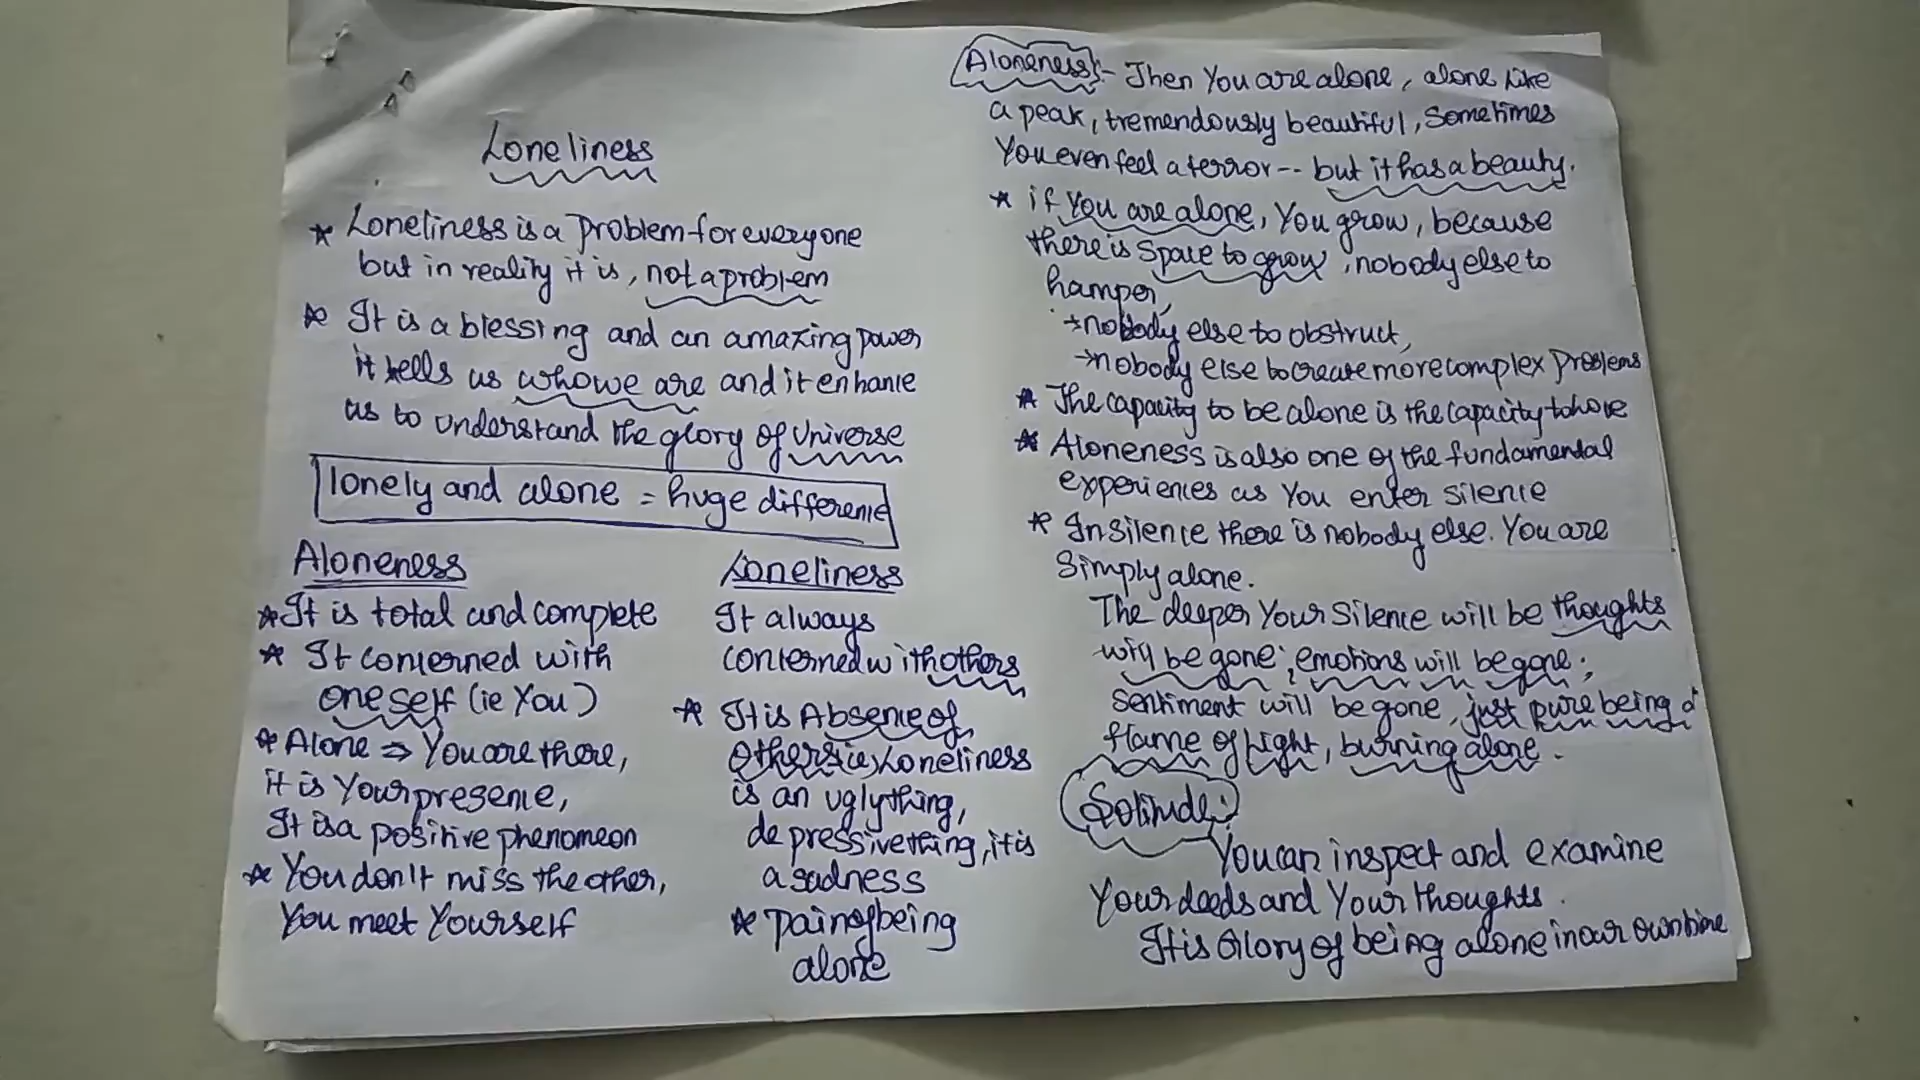 Loneliness
* Loneliness is a problem for everyone
but in reality it is, not a problem
* It is a blessing and an amazing power
it tells us who we are and it enhance
us to understand the glory of Universe
lonely and alone = huge difference
Aloneness
* It is total and complete
* It concerned with
oneself (ie You)
* Alone ⇒ You are there,
it is Your presence,
It is a positive phenomeon
* You don't miss the other,
You meet Yourself
Loneliness
It always
concerned with others
* It is Absence of
Others ie, Loneliness
is an ugly thing,
depressive thing, it is
a sadness
* pain of being
alone
Aloneness:- Then You are alone, alone like
a peak, tremendously beautiful, Sometimes
You even feel a terror -- but it has a beauty.
* if You are alone, You grow, because
there is space to grow, nobody else to
hamper,
→ nobody else to obstruct,
→ nobody else to create more complex problems
* The capacity to be alone is the capacity to love
* Aloneness is also one of the fundamental
experiences as You enter silence
* In silence there is nobody else. You are
Simply alone.
The deeper Your Silence will be thoughts
will be gone; emotions will be gone;
sentiment will be gone, just pure being a
flame of light, burning alone.
Solitude:
You can inspect and examine
Your deeds and Your thoughts.
It is Glory of being alone in our own time